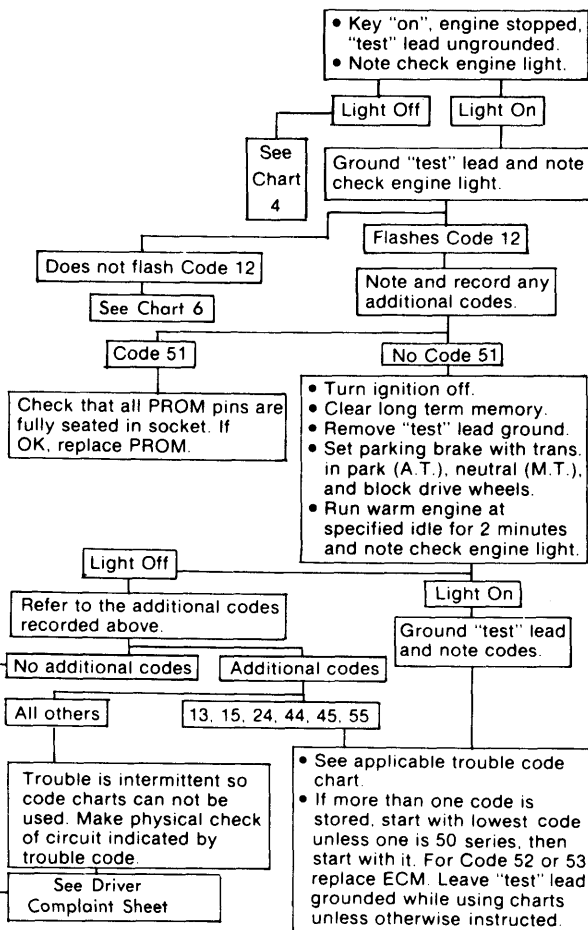 • Key "on", engine stopped,
"test" lead ungrounded.
• Note check engine light.
Light Off
Light On
See
Chart
4
Ground "test" lead and note
check engine light.
Flashes Code 12
Does not flash Code 12
See Chart 6
Note and record any
additional codes.
Code 51
No Code 51
Check that all PROM pins are
fully seated in socket. If
OK, replace PROM.
• Turn ignition off.
• Clear long term memory.
• Remove "test" lead ground.
• Set parking brake with trans.
in park (A.T.), neutral (M.T.),
and block drive wheels.
• Run warm engine at
specified idle for 2 minutes
and note check engine light.
Light Off
Light On
Refer to the additional codes
recorded above.
Ground "test" lead
and note codes.
No additional codes
Additional codes
All others
13, 15, 24, 44, 45, 55
Trouble is intermittent so
code charts can not be
used. Make physical check
of circuit indicated by
trouble code.
See Driver
Complaint Sheet
• See applicable trouble code
chart.
• If more than one code is
stored, start with lowest code
unless one is 50 series, then
start with it. For Code 52 or 53
replace ECM. Leave "test" lead
grounded while using charts
unless otherwise instructed.